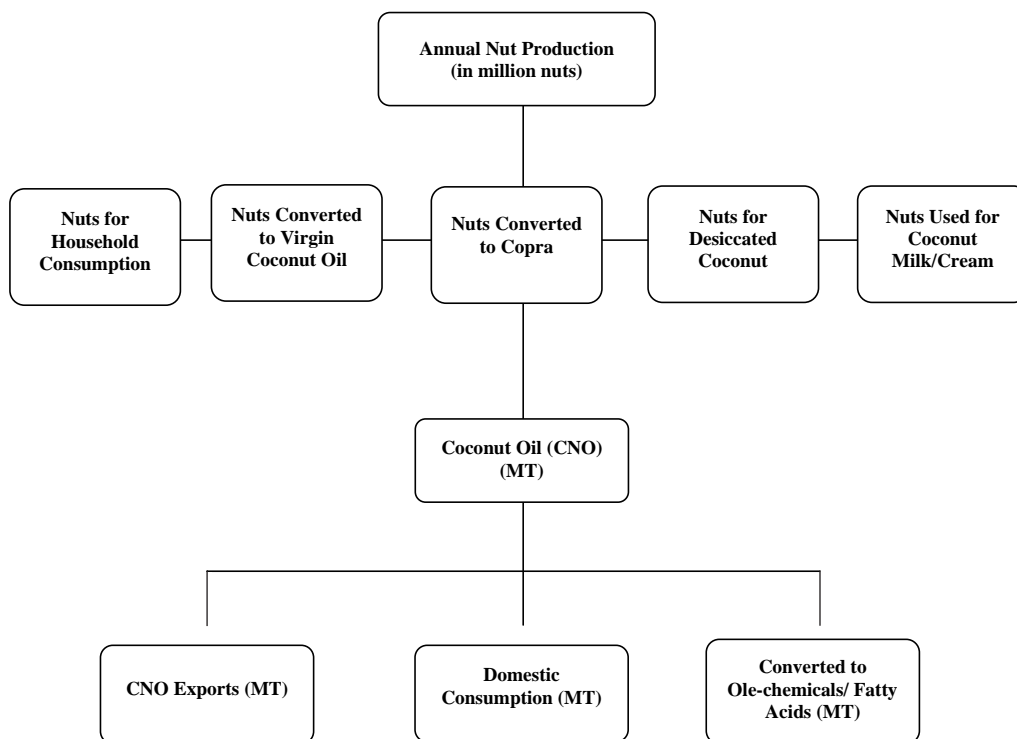 Annual Nut Production
(in million nuts)
Nuts for
Household
Consumption
Nuts Converted
to Virgin
Coconut Oil
Nuts Converted
to Copra
Nuts for
Desiccated
Coconut
Nuts Used for
Coconut
Milk/Cream
Coconut Oil (CNO)
(MT)
CNO Exports (MT)
Domestic
Consumption (MT)
Converted to
Ole-chemicals/ Fatty
Acids (MT)